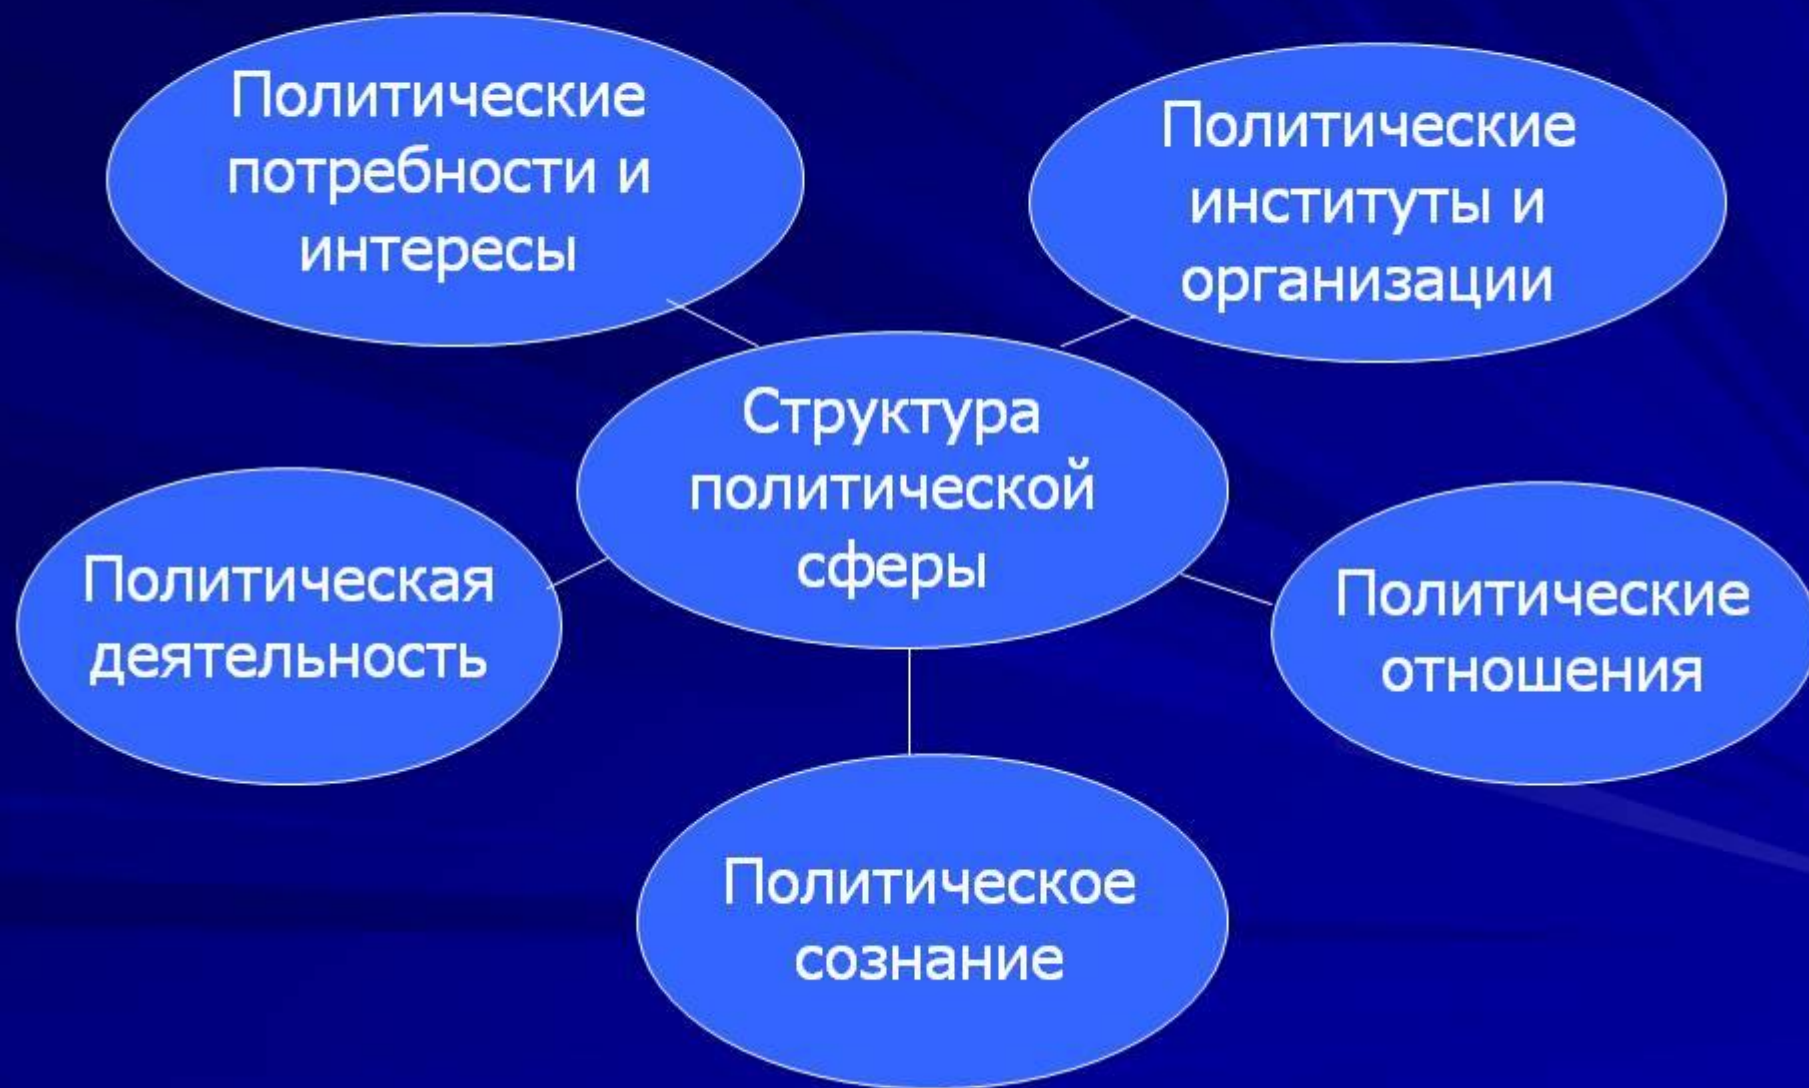 Политические
потребности и
интересы
Политические
институты и
организации
Структура
политической
сферы
Политическая
деятельность
Политические
отношения
Политическое
сознание